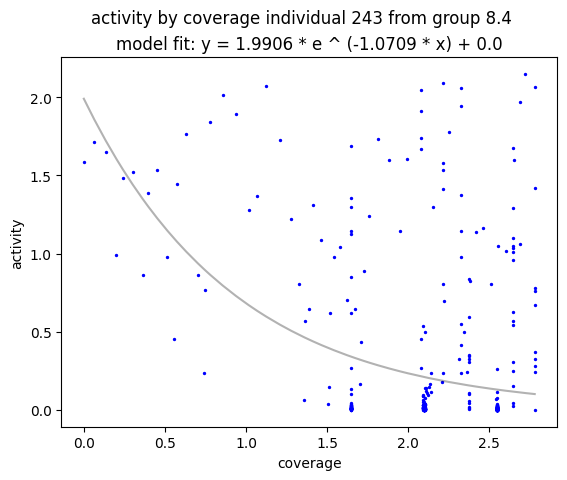 activity by coverage individual 243 from group 8.4
model fit: y = 1.9906 * e ^ (-1.0709 * x) + 0.0
2.0
1.5
1.0
0.5
0.0
activity
0.0 0.5 1.0 1.5 2.0 2.5
coverage